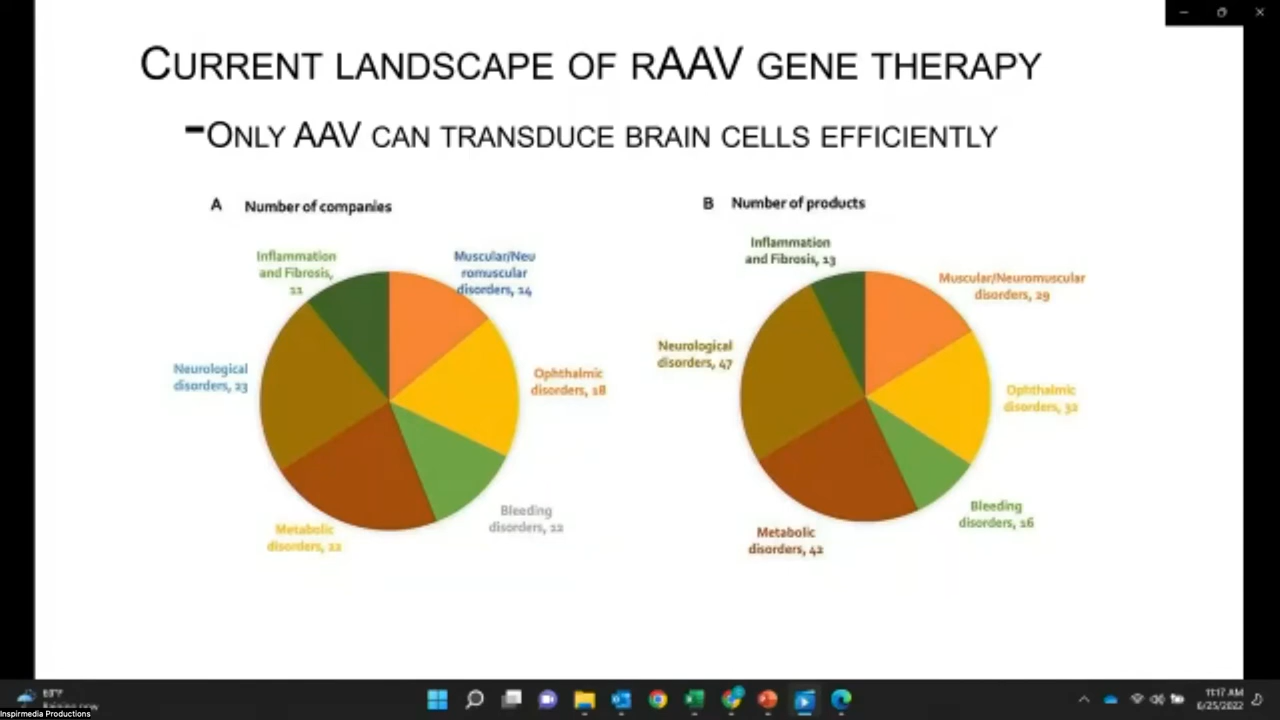 CURRENT LANDSCAPE OF RAAV GENE THERAPY
-ONLY AAV CAN TRANSDUCE BRAIN CELLS EFFICIENTLY
A Number of companies
Inflammation
and Fibrosis,
11
Muscular/Neu
romuscular
disorders, 14
Neurological
disorders, 23
Ophthalmic
disorders, 18
Bleeding
disorders, 12
Metabolic
disorders, 22
B Number of products
Inflammation
and Fibrosis, 13
Muscular/Neuromuscular
disorders, 29
Neurological
disorders, 47
Ophthalmic
disorders, 32
Bleeding
disorders, 16
Metabolic
disorders, 42
Raining now
11:17 AM
6/25/2022
Inspirmedia Productions